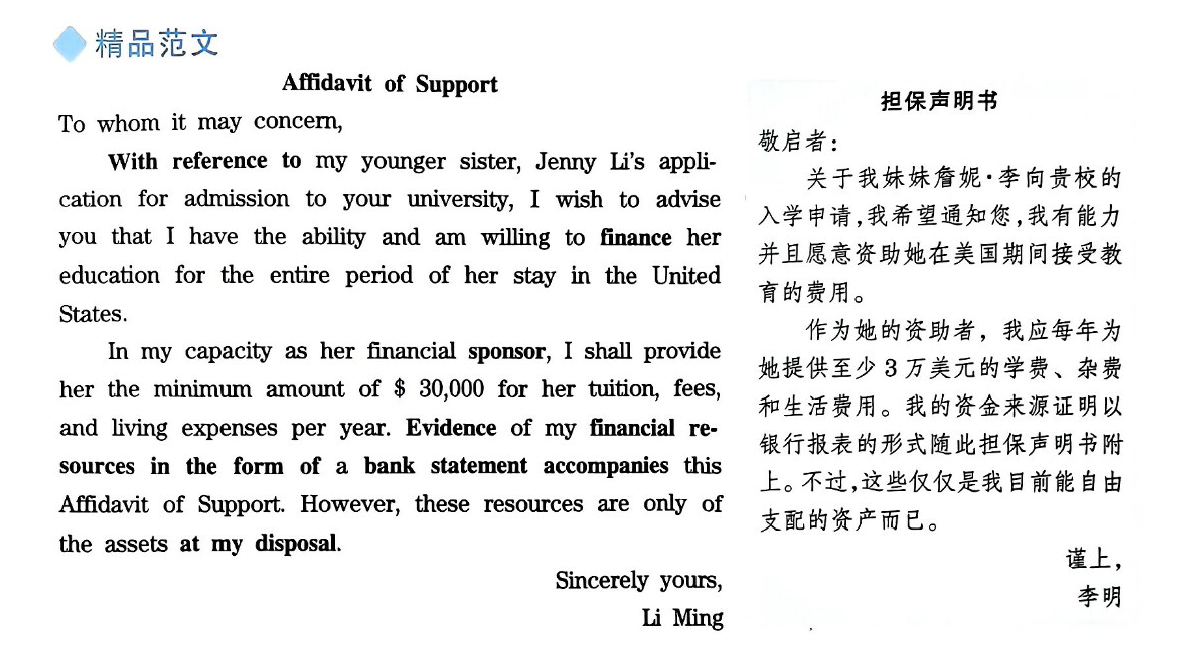 精品范文
Affidavit of Support
To whom it may concern,
With reference to my younger sister, Jenny Li's appli-
cation for admission to your university, I wish to advise
you that I have the ability and am willing to finance her
education for the entire period of her stay in the United
States.
In my capacity as her financial sponsor, I shall provide
her the minimum amount of $ 30,000 for her tuition, fees,
and living expenses per year. Evidence of my financial re-
sources in the form of a bank statement accompanies this
Affidavit of Support. However, these resources are only of
the assets at my disposal.
Sincerely yours,
Li Ming
担保声明书
敬启者：
关于我妹妹詹妮·李向贵校的
入学申请，我希望通知您，我有能力
并且愿意资助她在美国期间接受教
育的费用。
作为她的资助者，我应每年为
她提供至少 3 万美元的学费、杂费
和生活费用。我的资金来源证明以
银行报表的形式随此担保声明书附
上。不过，这些仅仅是我目前能自由
支配的资产而已。
谨上，
李明